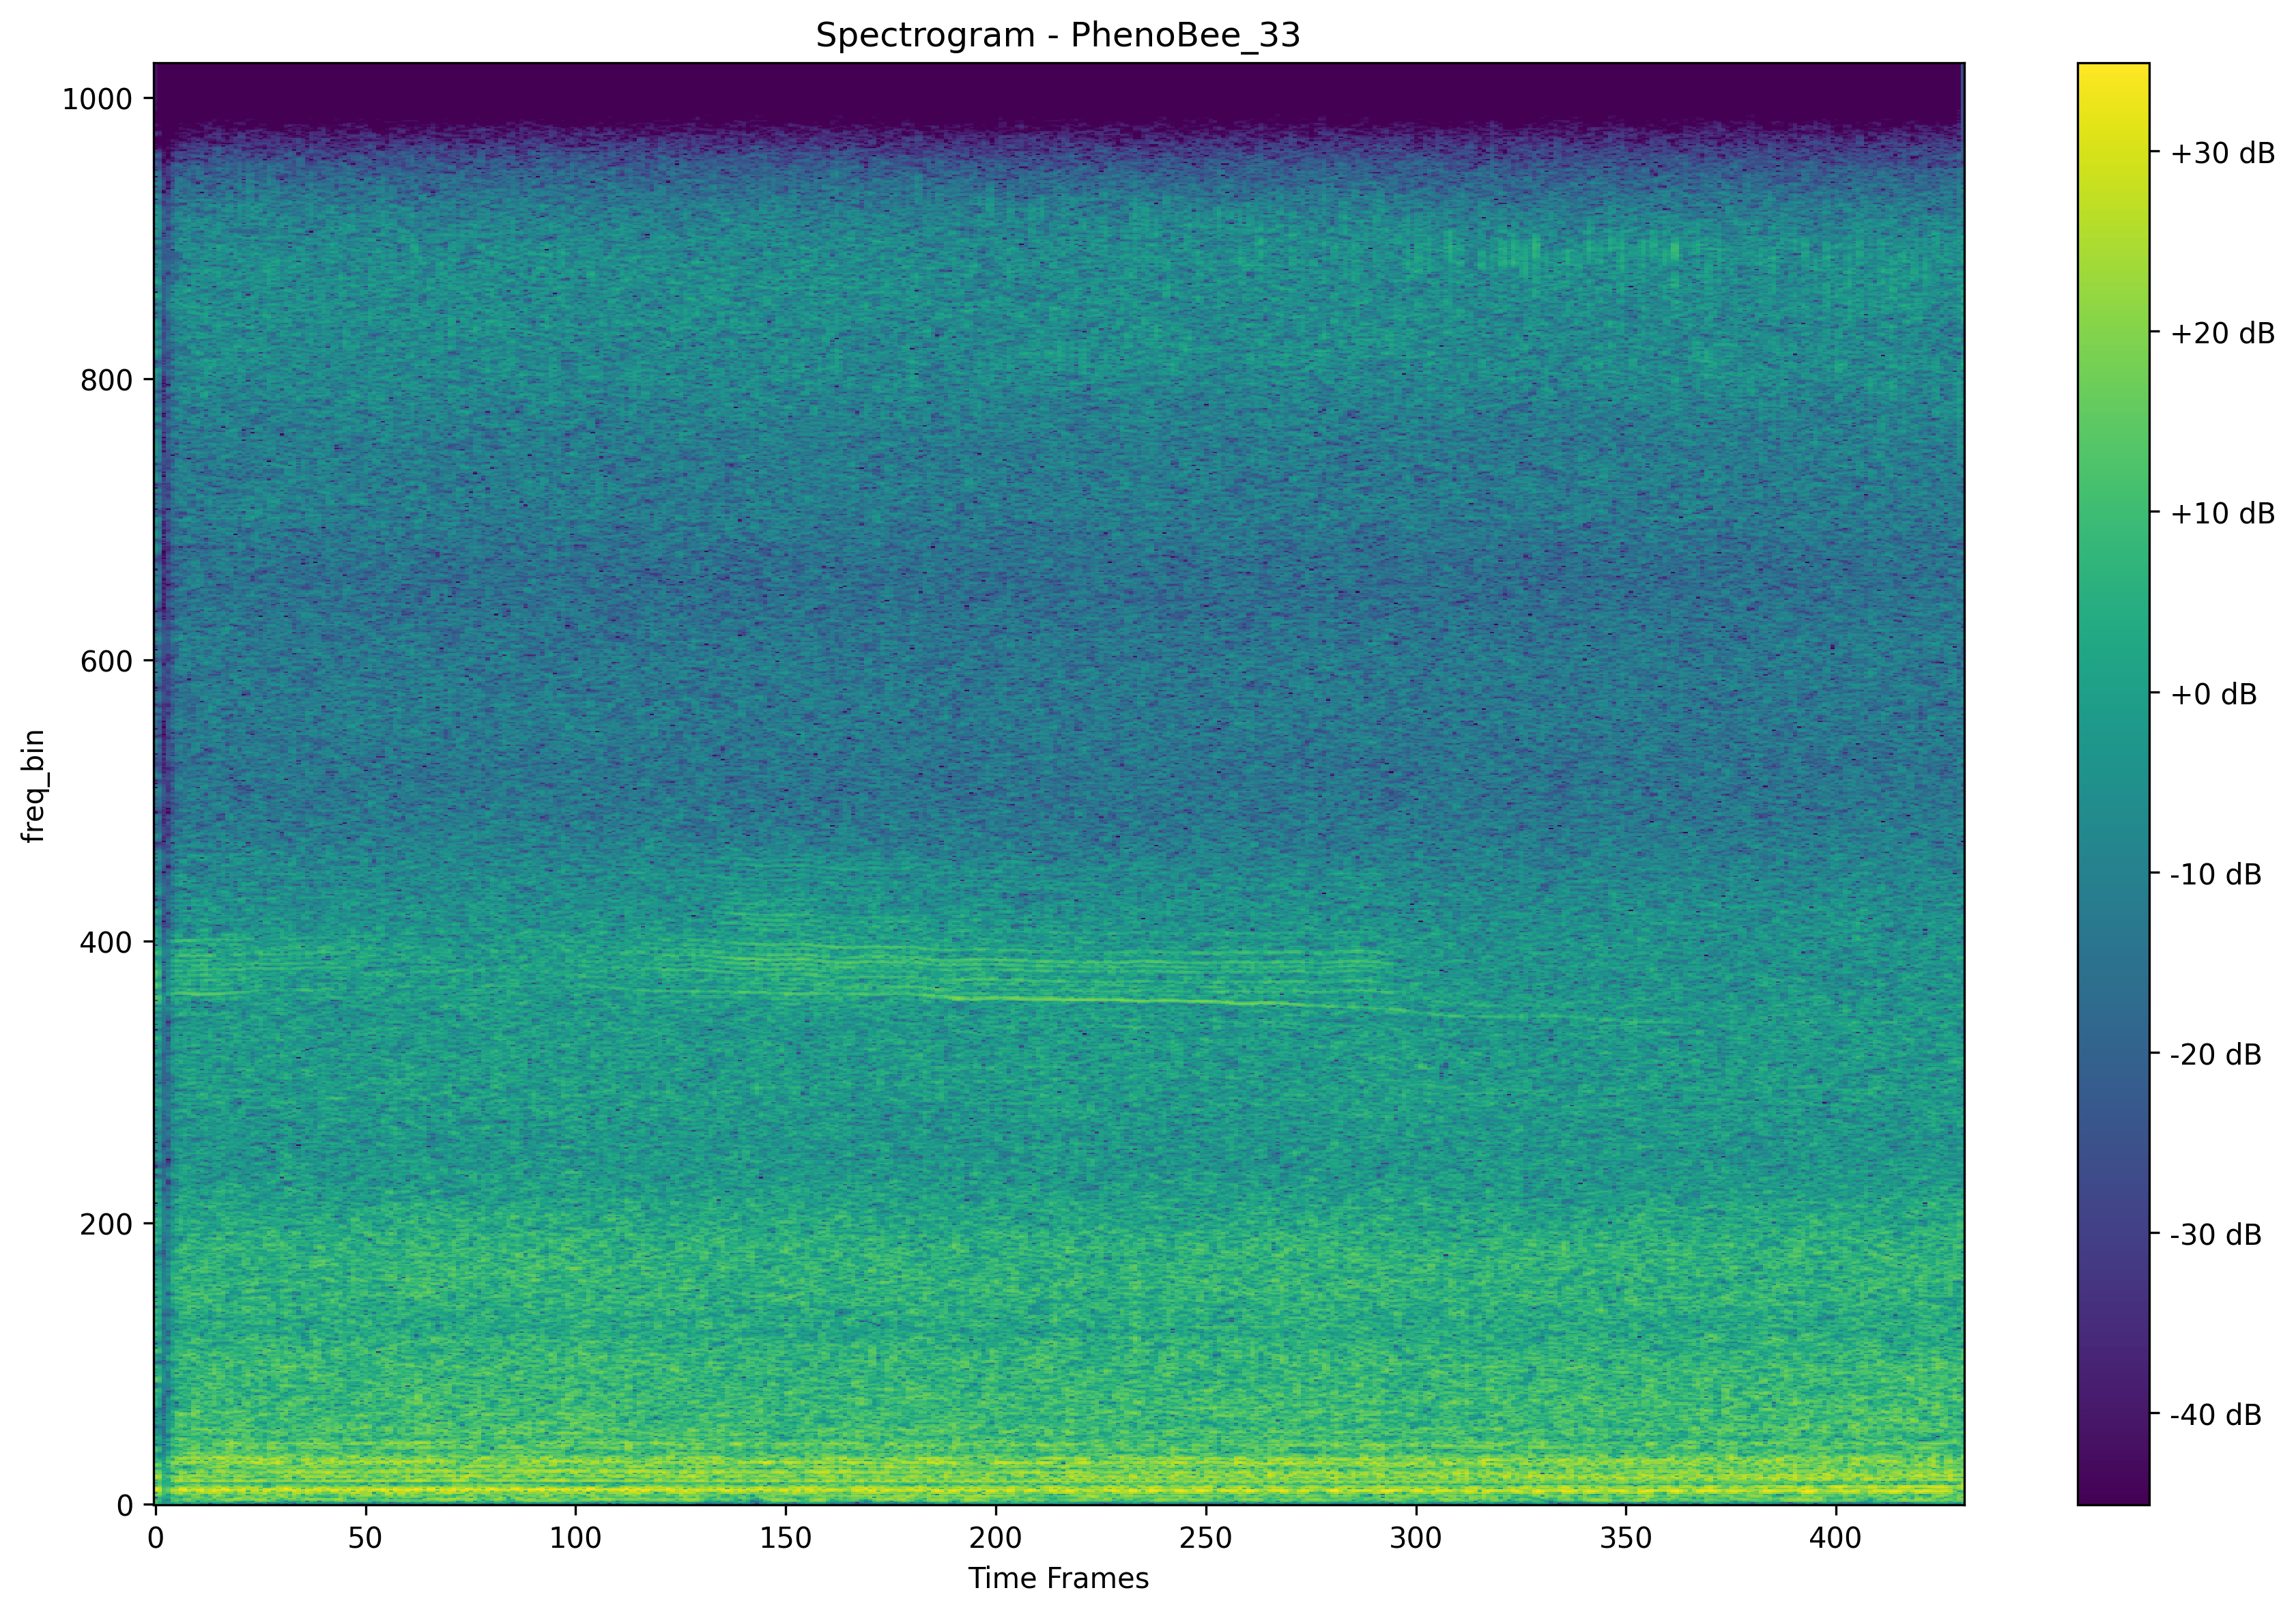 Spectrogram - PhenoBee_33
1000
800
600
400
200
0
freq_bin
0 50 100 150 200 250 300 350 400
Time Frames
+30 dB
+20 dB
+10 dB
+0 dB
-10 dB
-20 dB
-30 dB
-40 dB